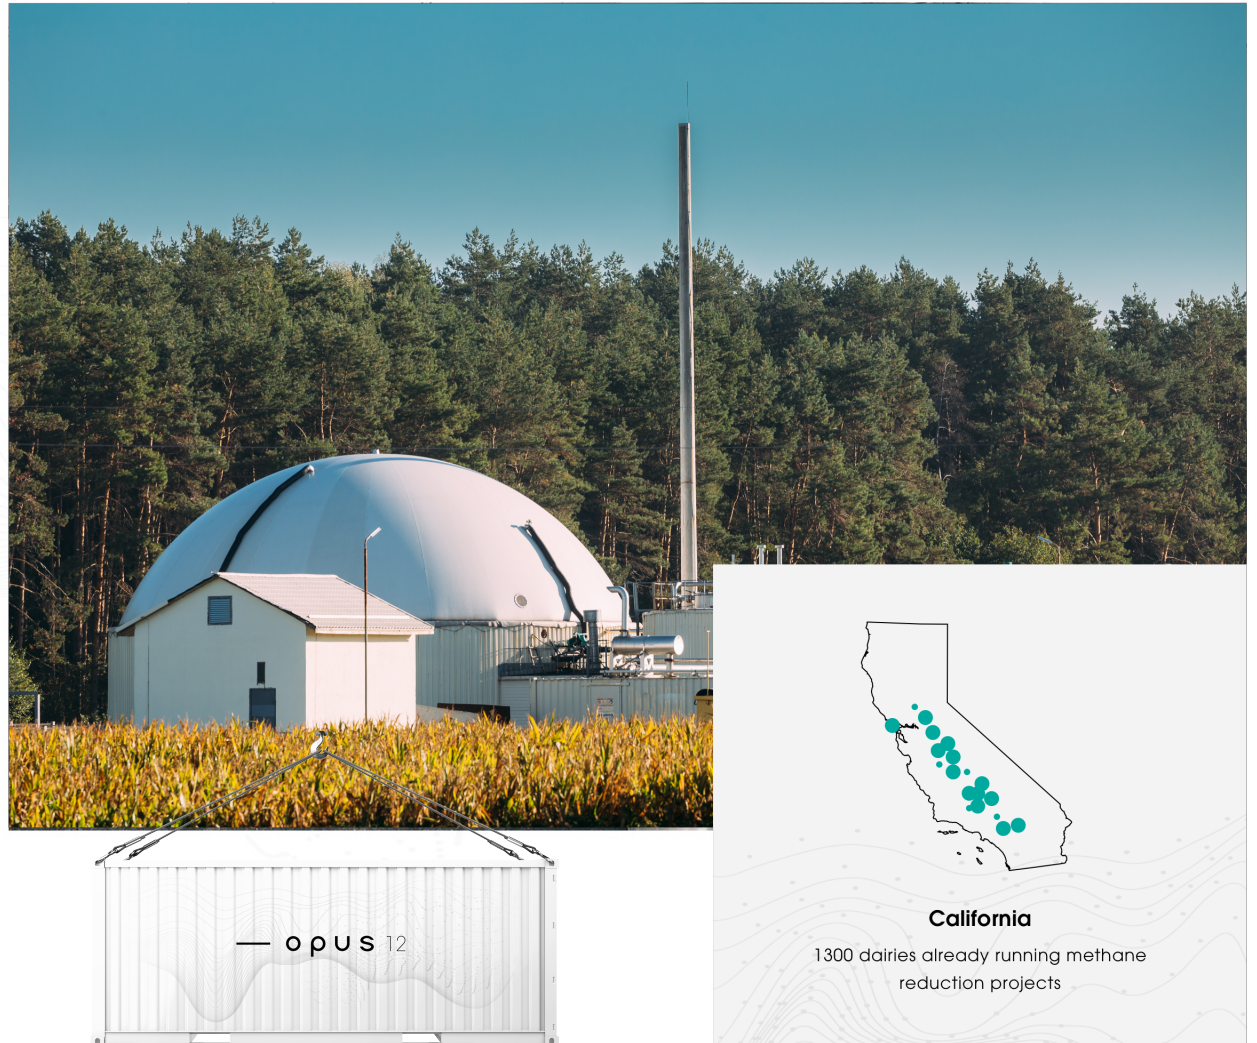 opus 12
California
1300 dairies already running methane
reduction projects